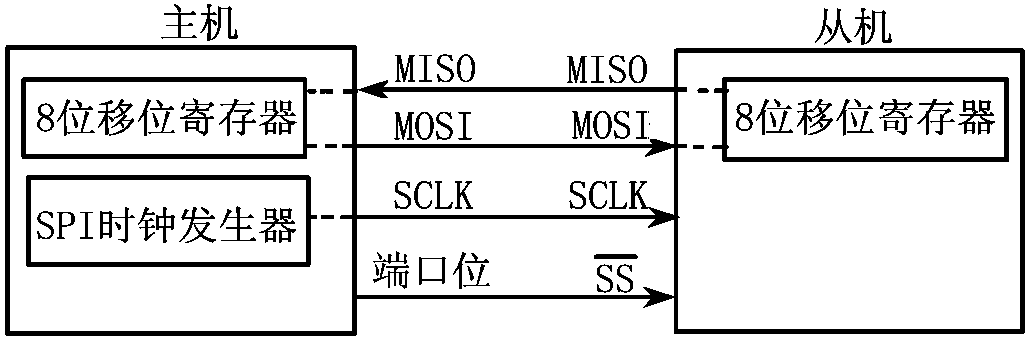 主机 从机
MISO MISO
8位移位寄存器 8位移位寄存器
MOSI MOSI
SCLK SCLK
SPI时钟发生器
端口位 S̅S̅